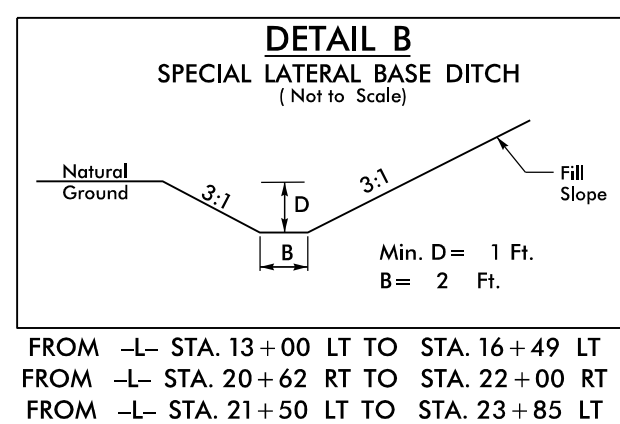 DETAIL B
SPECIAL LATERAL BASE DITCH
( Not to Scale)
Natural
Ground
3:1
D
3:1
Fill
Slope
B
Min. D= 1 Ft.
B= 2 Ft.
FROM –L– STA. 13+00 LT TO STA. 16+49 LT
FROM –L– STA. 20+62 RT TO STA. 22+00 RT
FROM –L– STA. 21+50 LT TO STA. 23+85 LT